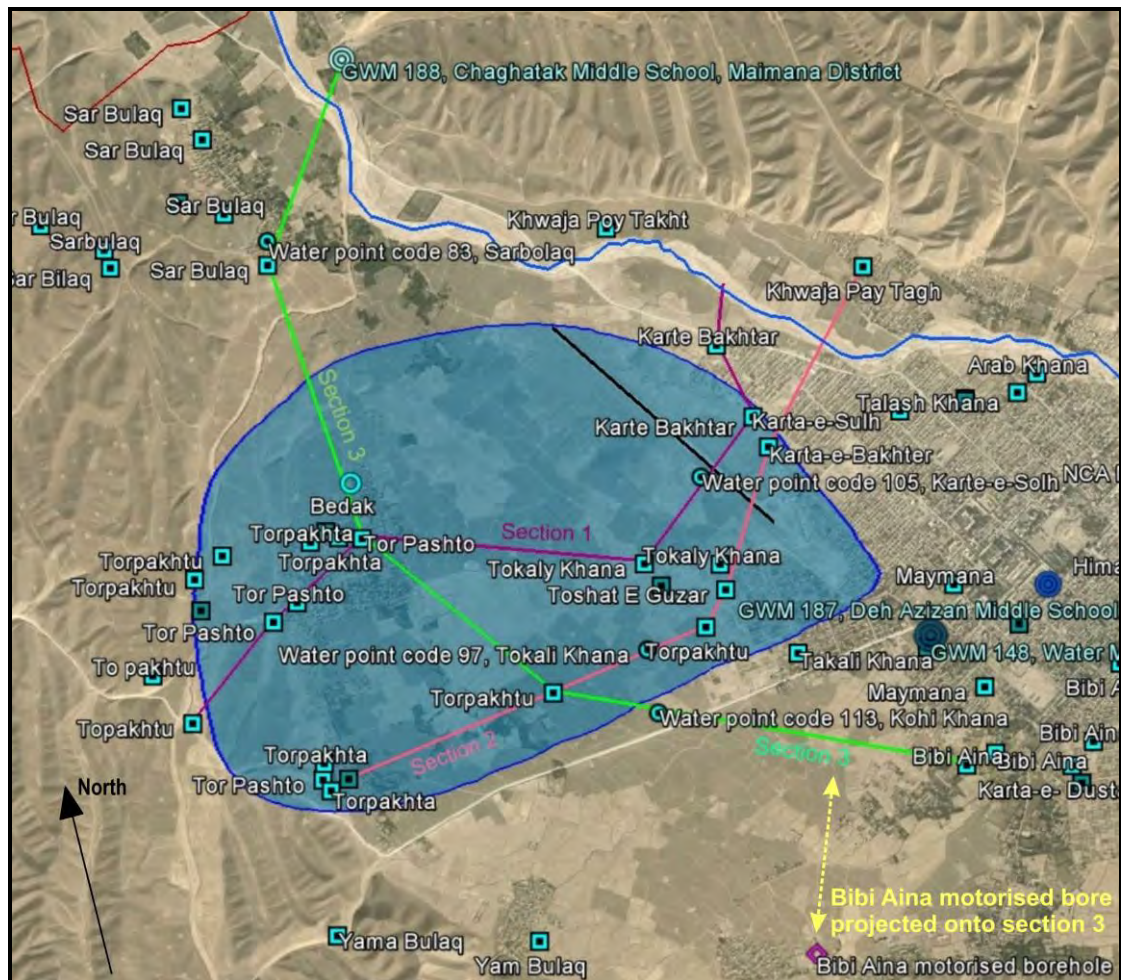 GWM 188, Chaghatak Middle School, Maimana District
Sar Bulaq
Sar Bulaq
Sar Bulaq
r Bulaq
Khwaja Poy Takht
Sarbulaq
Water point code 83, Sarbolaq
Sar Bilaq
Sar Bulaq
Khwaja Pay Tagh
Karte Bakhtar
Arab Khana
Section 3
Talash Khana
Karte Bakhtar
Karta-e-Sulh
Karta-e-Bakhter
NCA
Water point code 105, Karte-e-Solh
Bedak
Torpakhta
Section 1
Tor Pashto
Torpakhtu
Torpakhta
Tokaly Khana
Tokaly Khana
Hima
Torpakhtu
Tor Pashto
Toshat E Guzar
Maymana
GWM 187, Deh Azizan Middle School
Tor Pashto
Water point code 97, Tokali Khana
Torpakhtu
Takali Khana
GWM 148, Water M
To pakhtu
Torpakhtu
Maymana
Bibi A
Topakhtu
Water point code 113, Kohi Khana
Section 2
Section 3
Bibi Aina
Bibi Aina
Bibi Ain
Torpakhta
Tor Pashto
Karta-e- Dusto
Torpakhta
North
Bibi Aina motorised bore
projected onto section 3
Yama Bulaq
Yam Bulaq
Bibi Aina motorised borehole